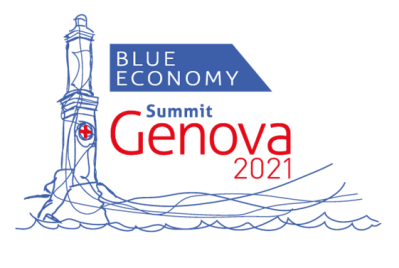 BLUE
ECONOMY
Summit
Genova
2021